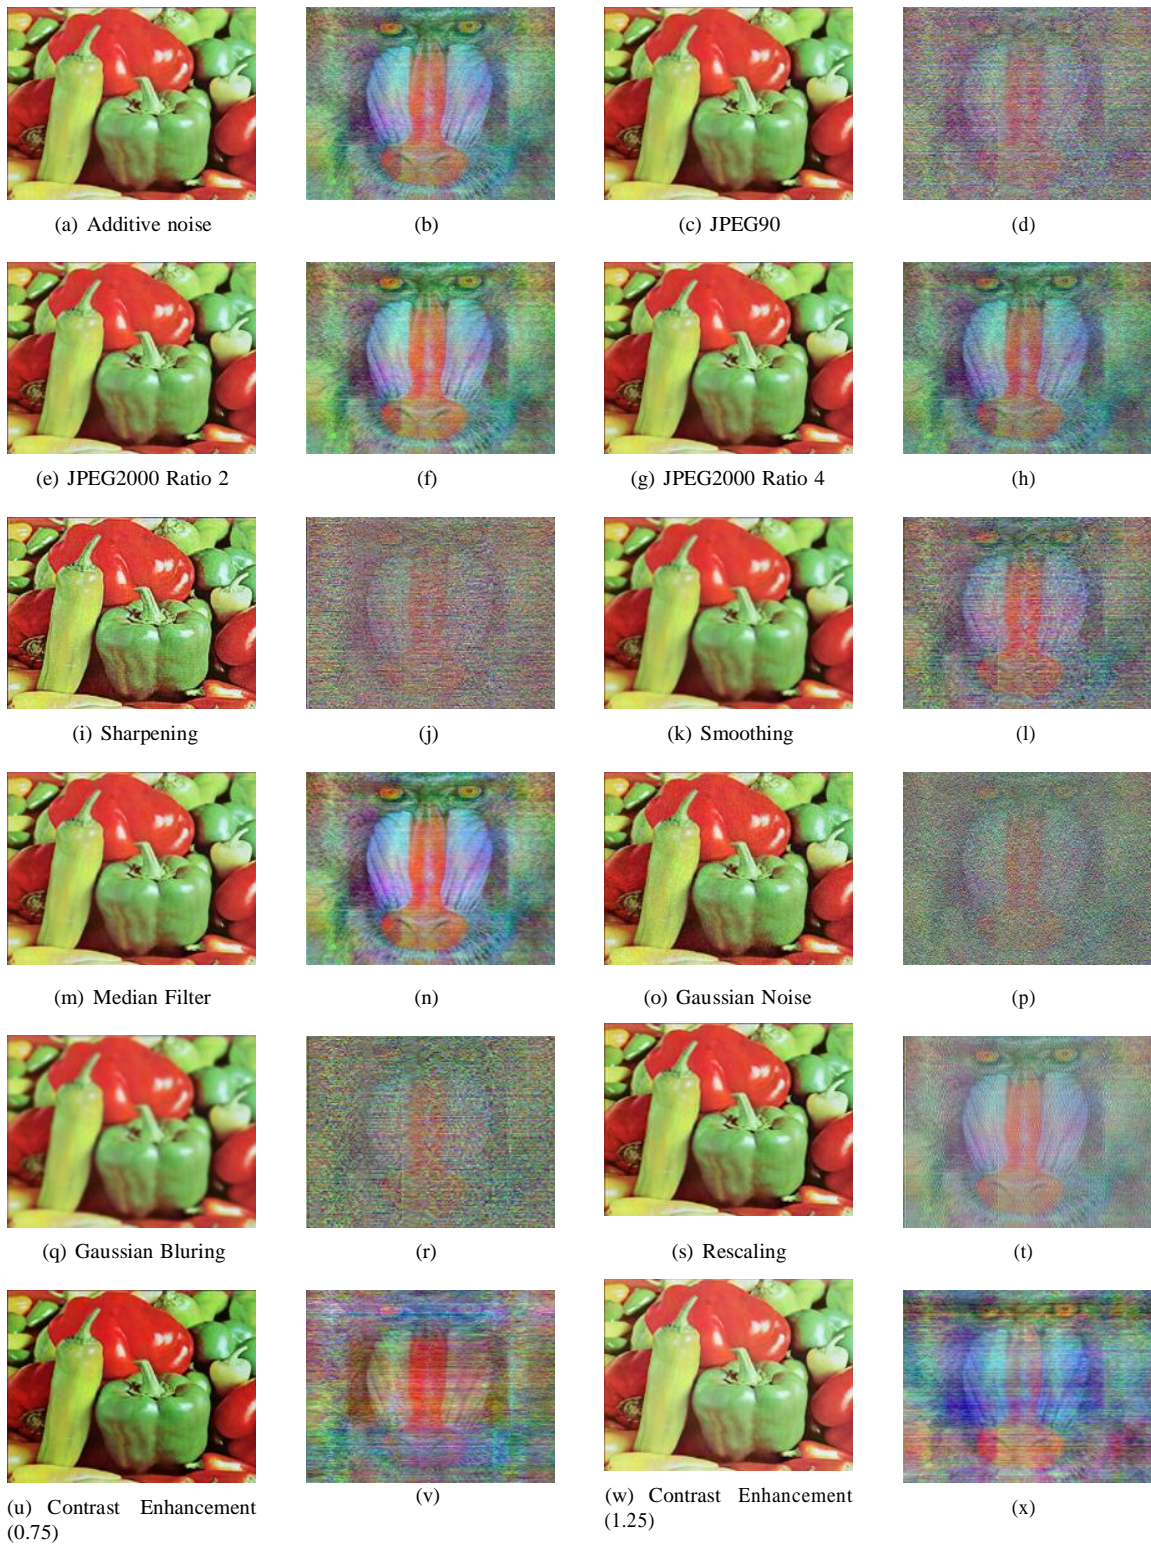 (a) Additive noise
(b)
(c) JPEG90
(d)
(e) JPEG2000 Ratio 2
(f)
(g) JPEG2000 Ratio 4
(h)
(i) Sharpening
(j)
(k) Smoothing
(l)
(m) Median Filter
(n)
(o) Gaussian Noise
(p)
(q) Gaussian Bluring
(r)
(s) Rescaling
(t)
(u) Contrast Enhancement
(0.75)
(v)
(w) Contrast Enhancement
(1.25)
(x)